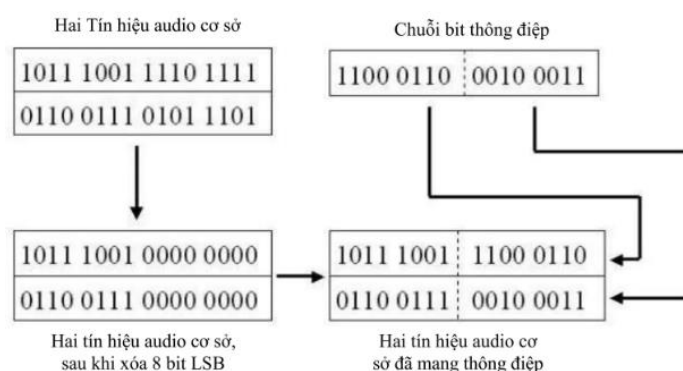 Hai Tín hiệu audio cơ sở
1011 1001 1110 1111
0110 0111 0101 1101
Chuỗi bit thông điệp
1100 0110 0010 0011
1011 1001 0000 0000
0110 0111 0000 0000
Hai tín hiệu audio cơ sở,
sau khi xóa 8 bit LSB
1011 1001 1100 0110
0110 0111 0010 0011
Hai tín hiệu audio cơ
sở đã mang thông điệp